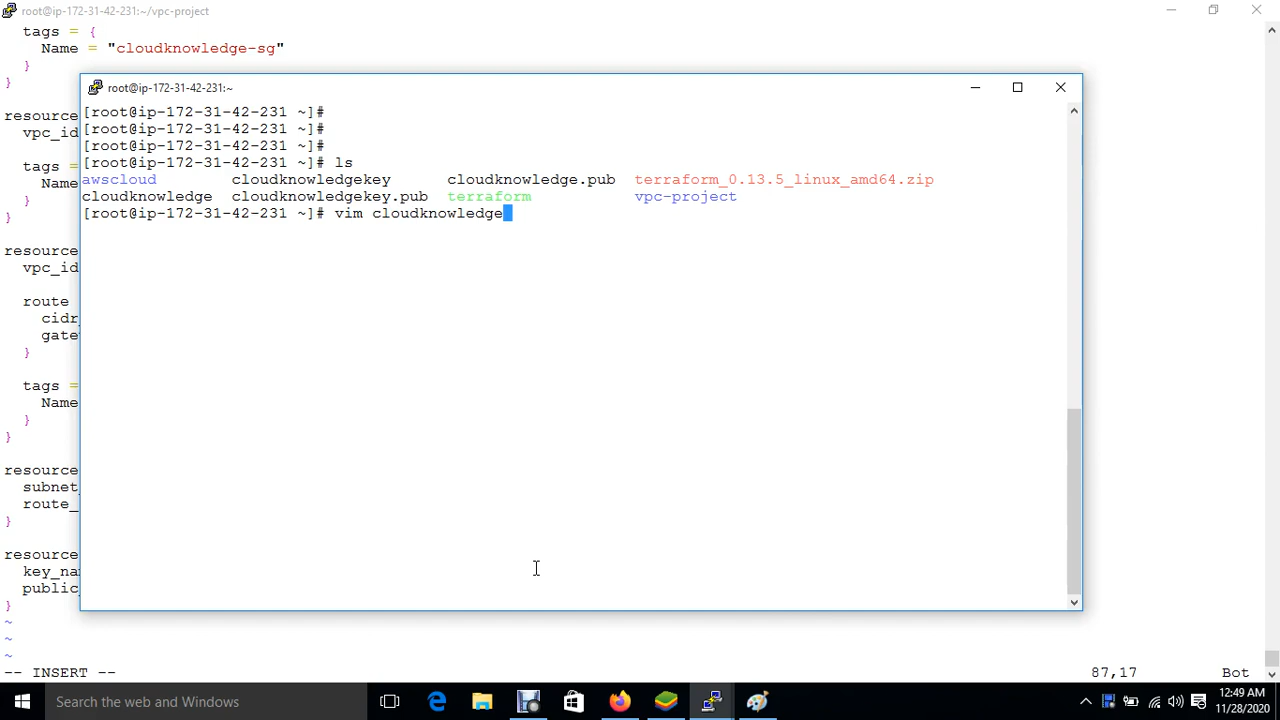 root@ip-172-31-42-231:~/vpc-project
tags = {
Name = "cloudknowledge-sg"
}
}
root@ip-172-31-42-231:~
[root@ip-172-31-42-231 ~]#
[root@ip-172-31-42-231 ~]#
[root@ip-172-31-42-231 ~]#
[root@ip-172-31-42-231 ~]# ls
awscloud cloudknowledgekey cloudknowledge.pub terraform_0.13.5_linux_amd64.zip
cloudknowledge cloudknowledgekey.pub terraform vpc-project
[root@ip-172-31-42-231 ~]# vim cloudknowledge
resource
vpc_id
tags =
Name
}
}
resource
vpc_id
route
cidr_
gatew
}
tags =
Name
}
}
resource
subnet_
route_
}
resource
key_na
public_
}
~
~
~
-- INSERT --
87,17
Bot
Search the web and Windows
12:49 AM
11/28/2020